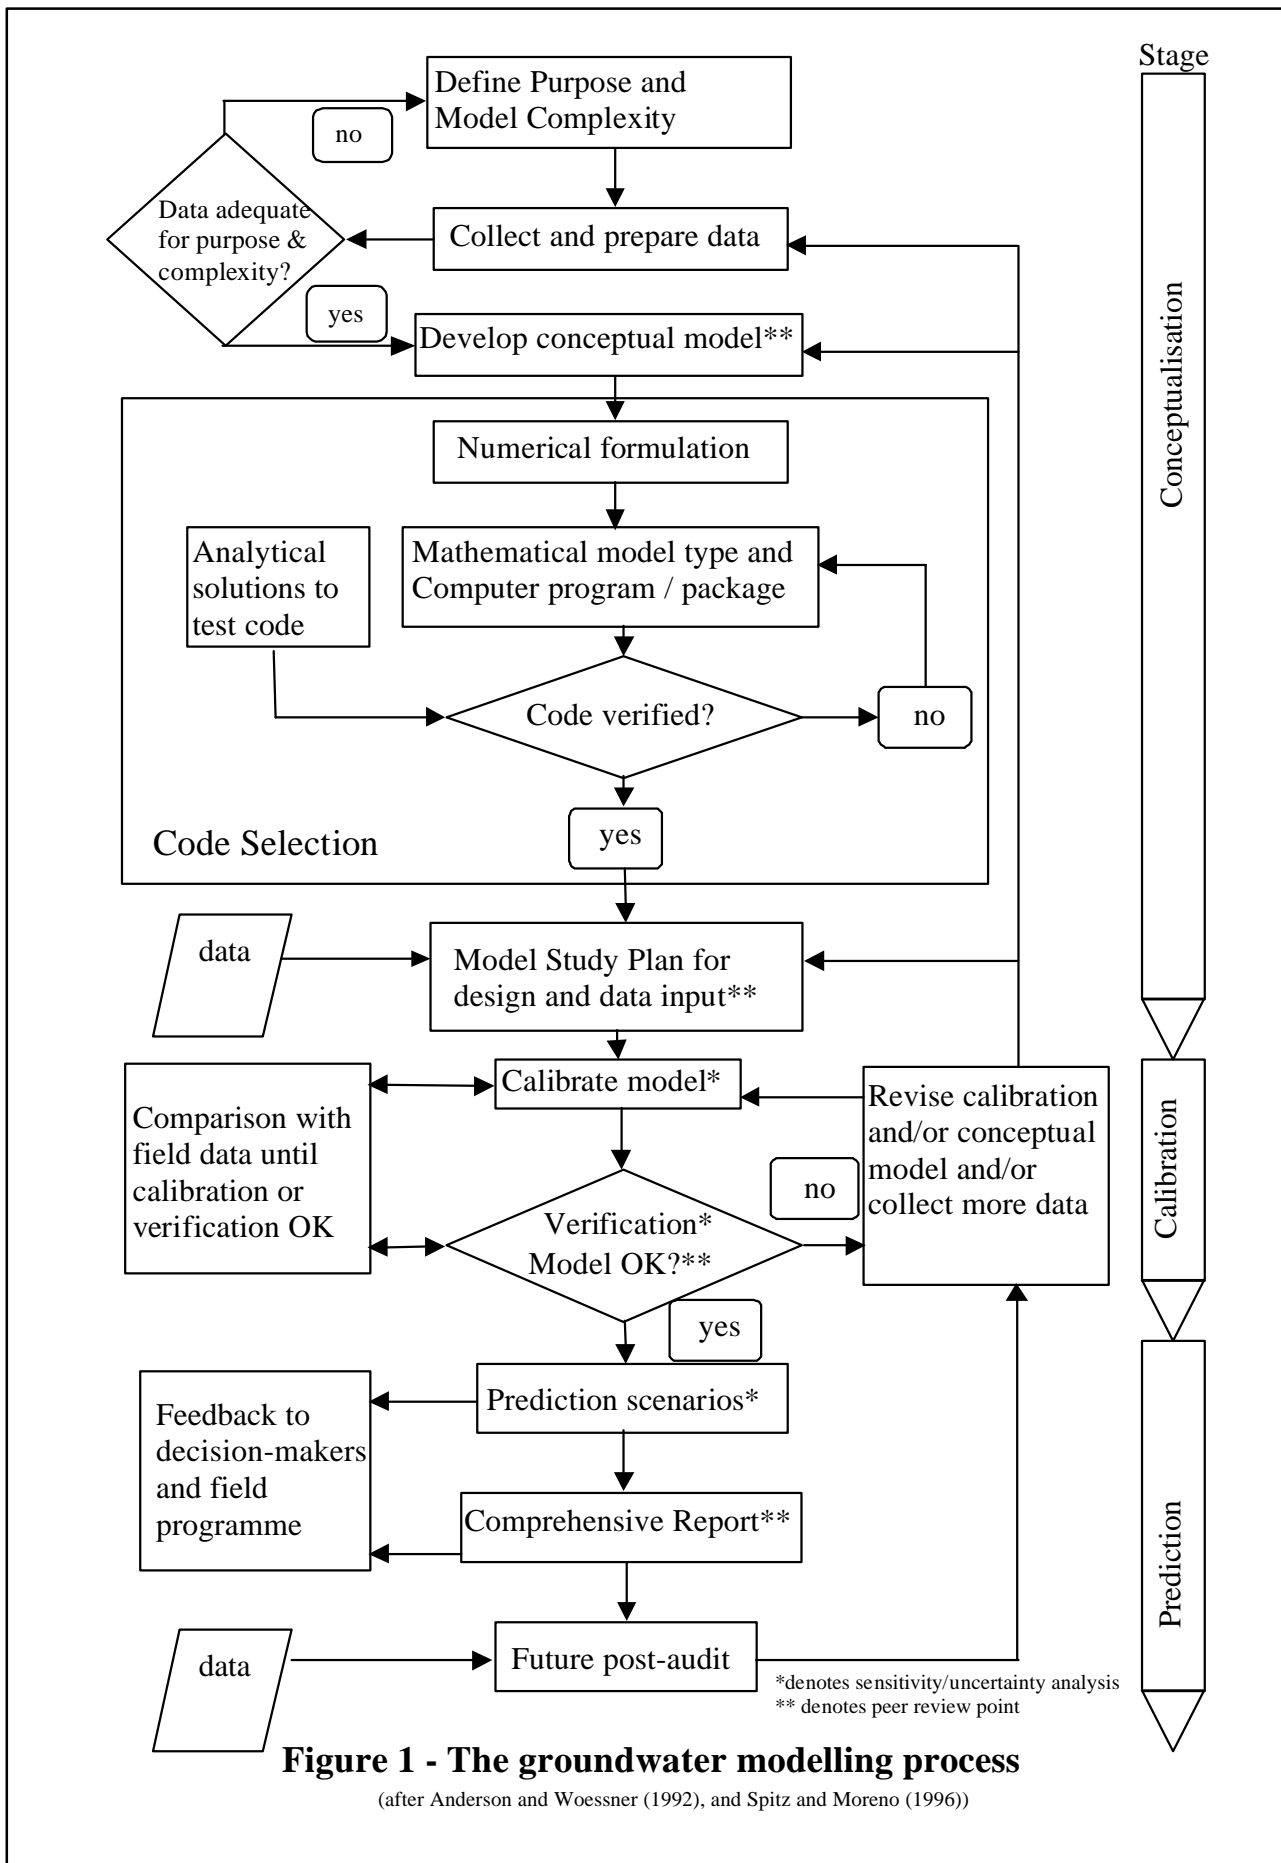 Stage
Define Purpose and
Model Complexity
no
Data adequate
for purpose &
complexity?
Collect and prepare data
yes
Develop conceptual model**
Conceptualisation
Numerical formulation
Analytical
solutions to
test code
Mathematical model type and
Computer program / package
Code verified?
no
yes
Code Selection
data
Model Study Plan for
design and data input**
Calibrate model*
Comparison with
field data until
calibration or
verification OK
Revise calibration
and/or conceptual
model and/or
collect more data
no
Calibration
Verification*
Model OK?**
yes
Prediction scenarios*
Feedback to
decision-makers
and field
programme
Comprehensive Report**
Prediction
data
Future post-audit
*denotes sensitivity/uncertainty analysis
** denotes peer review point
Figure 1 - The groundwater modelling process
(after Anderson and Woessner (1992), and Spitz and Moreno (1996))